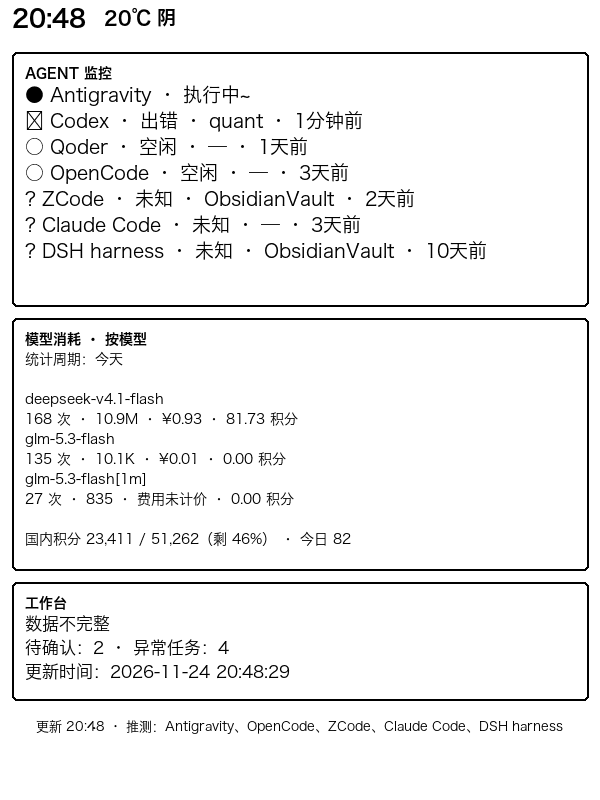 20:48 20℃ 阴
AGENT 监控
● Antigravity · 执行中~
☒ Codex · 出错 · quant · 1分钟前
○ Qoder · 空闲 · — · 1天前
○ OpenCode · 空闲 · — · 3天前
? ZCode · 未知 · ObsidianVault · 2天前
? Claude Code · 未知 · — · 3天前
? DSH harness · 未知 · ObsidianVault · 10天前
模型消耗 · 按模型
统计周期：今天
deepseek-v4.1-flash
168 次 · 10.9M · ¥0.93 · 81.73 积分
glm-5.3-flash
135 次 · 10.1K · ¥0.01 · 0.00 积分
glm-5.3-flash[1m]
27 次 · 835 · 费用未计价 · 0.00 积分
国内积分 23,411 / 51,262（剩 46%） · 今日 82
工作台
数据不完整
待确认：2 · 异常任务：4
更新时间：2026-11-24 20:48:29
更新 20:48 · 推测：Antigravity、OpenCode、ZCode、Claude Code、DSH harness